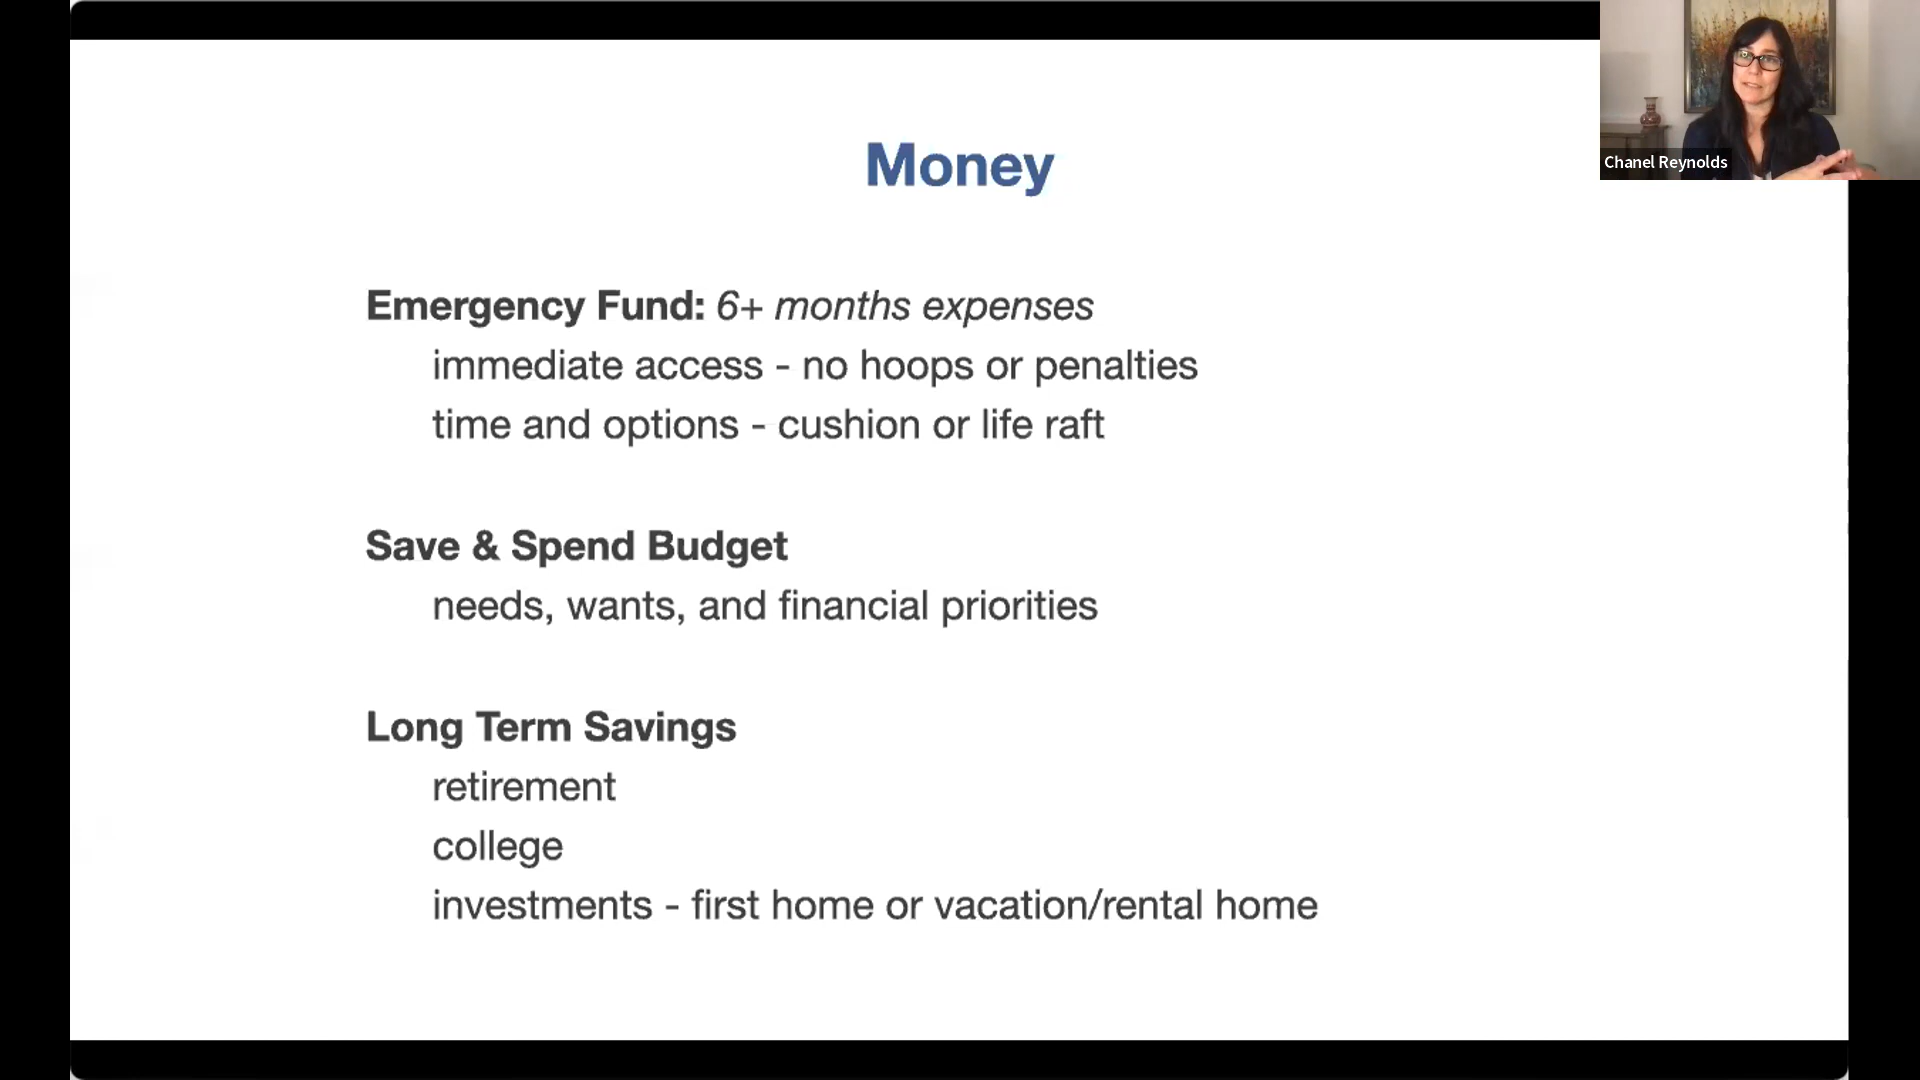 Money
Chanel Reynolds
Emergency Fund: 6+ months expenses
immediate access - no hoops or penalties
time and options - cushion or life raft
Save & Spend Budget
needs, wants, and financial priorities
Long Term Savings
retirement
college
investments - first home or vacation/rental home